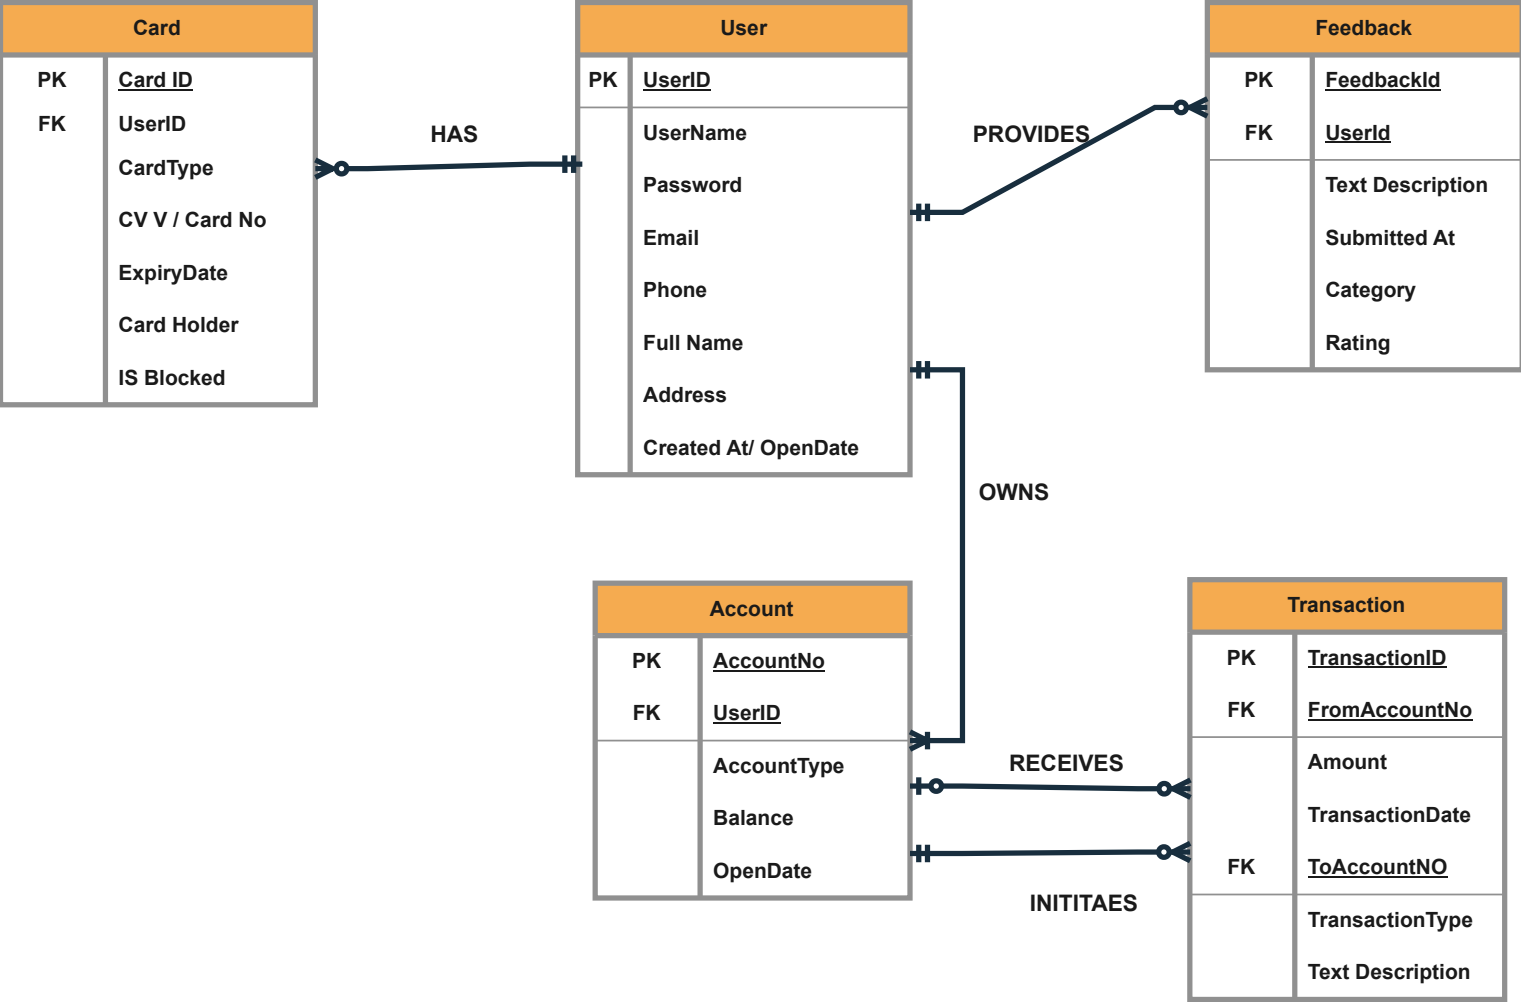 Card
PK Card ID
FK UserID
CardType
CV V / Card No
ExpiryDate
Card Holder
IS Blocked
HAS
User
PK UserID
UserName
Password
Email
Phone
Full Name
Address
Created At/ OpenDate
PROVIDES
Feedback
PK FeedbackId
FK UserId
Text Description
Submitted At
Category
Rating
OWNS
Account
PK AccountNo
FK UserID
AccountType
Balance
OpenDate
RECEIVES
INITITAES
Transaction
PK TransactionID
FK FromAccountNo
Amount
TransactionDate
FK ToAccountNO
TransactionType
Text Description